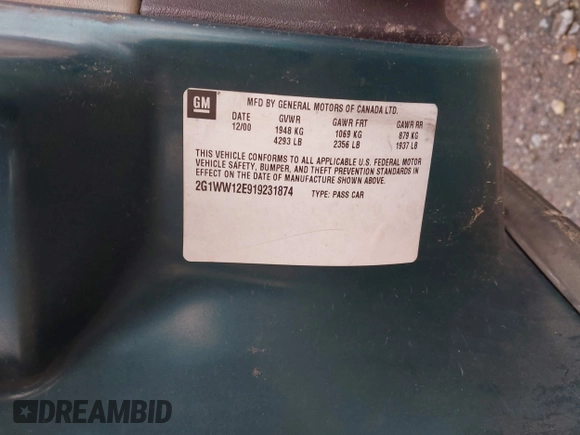 GM
MFD BY GENERAL MOTORS OF CANADA LTD.
DATE GVWR GAWR FRT GAWR RR
12/00 1948 KG 1069 KG 879 KG
4293 LB 2356 LB 1937 LB
THIS VEHICLE CONFORMS TO ALL APPLICABLE U.S. FEDERAL MOTOR
VEHICLE SAFETY, BUMPER, AND THEFT PREVENTION STANDARDS IN
EFFECT ON THE DATE OF MANUFACTURE SHOWN ABOVE.
2G1WW12E919231874 TYPE: PASS CAR
DREAMBID